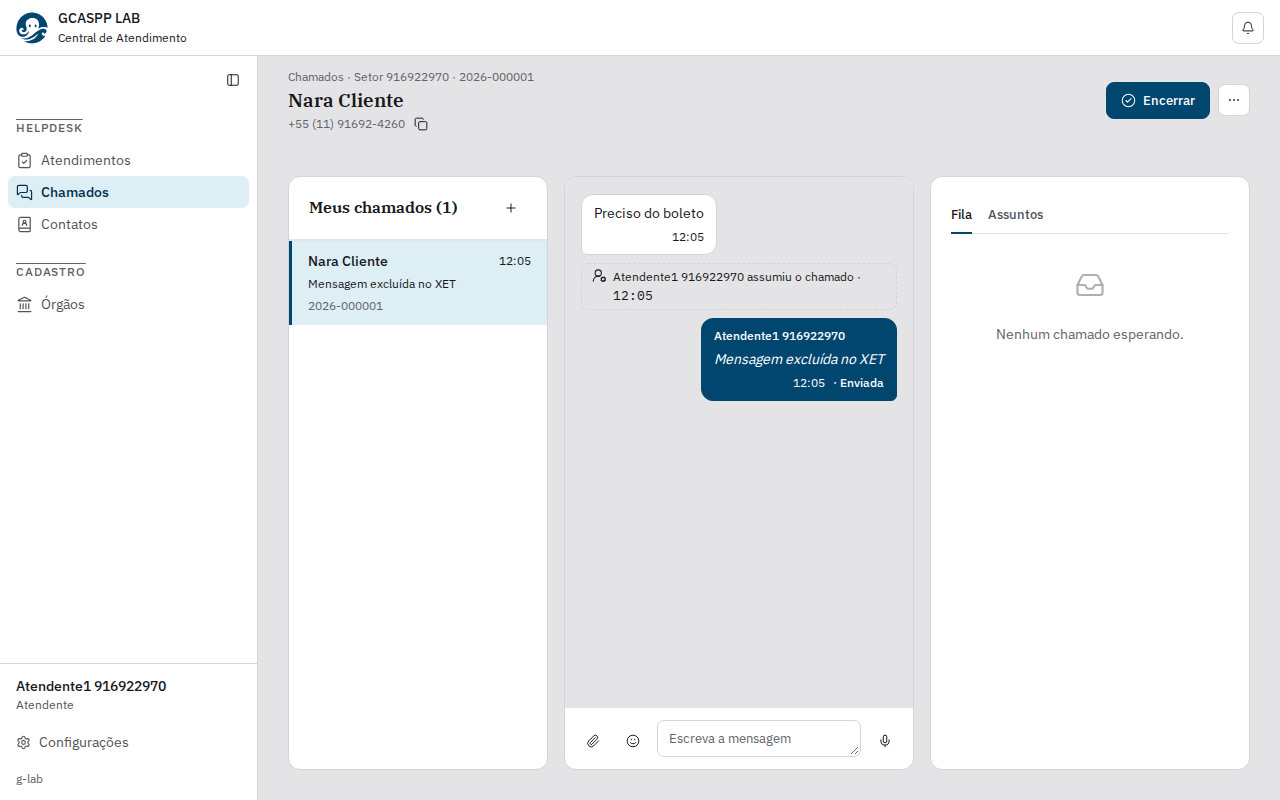 GCASPP LAB
Central de Atendimento
HELPDESK
Atendimentos
Chamados
Contatos
CADASTRO
Órgãos
Atendente1 916922970
Atendente
Configurações
g-lab
Chamados · Setor 916922970 · 2026-000001
Nara Cliente
+55 (11) 91692-4260
Encerrar
Meus chamados (1)
Nara Cliente 12:05
Mensagem excluída no XET
2026-000001
Preciso do boleto
12:05
Atendente1 916922970 assumiu o chamado ·
12:05
Atendente1 916922970
Mensagem excluída no XET
12:05 · Enviada
Escreva a mensagem
Fila Assuntos
Nenhum chamado esperando.